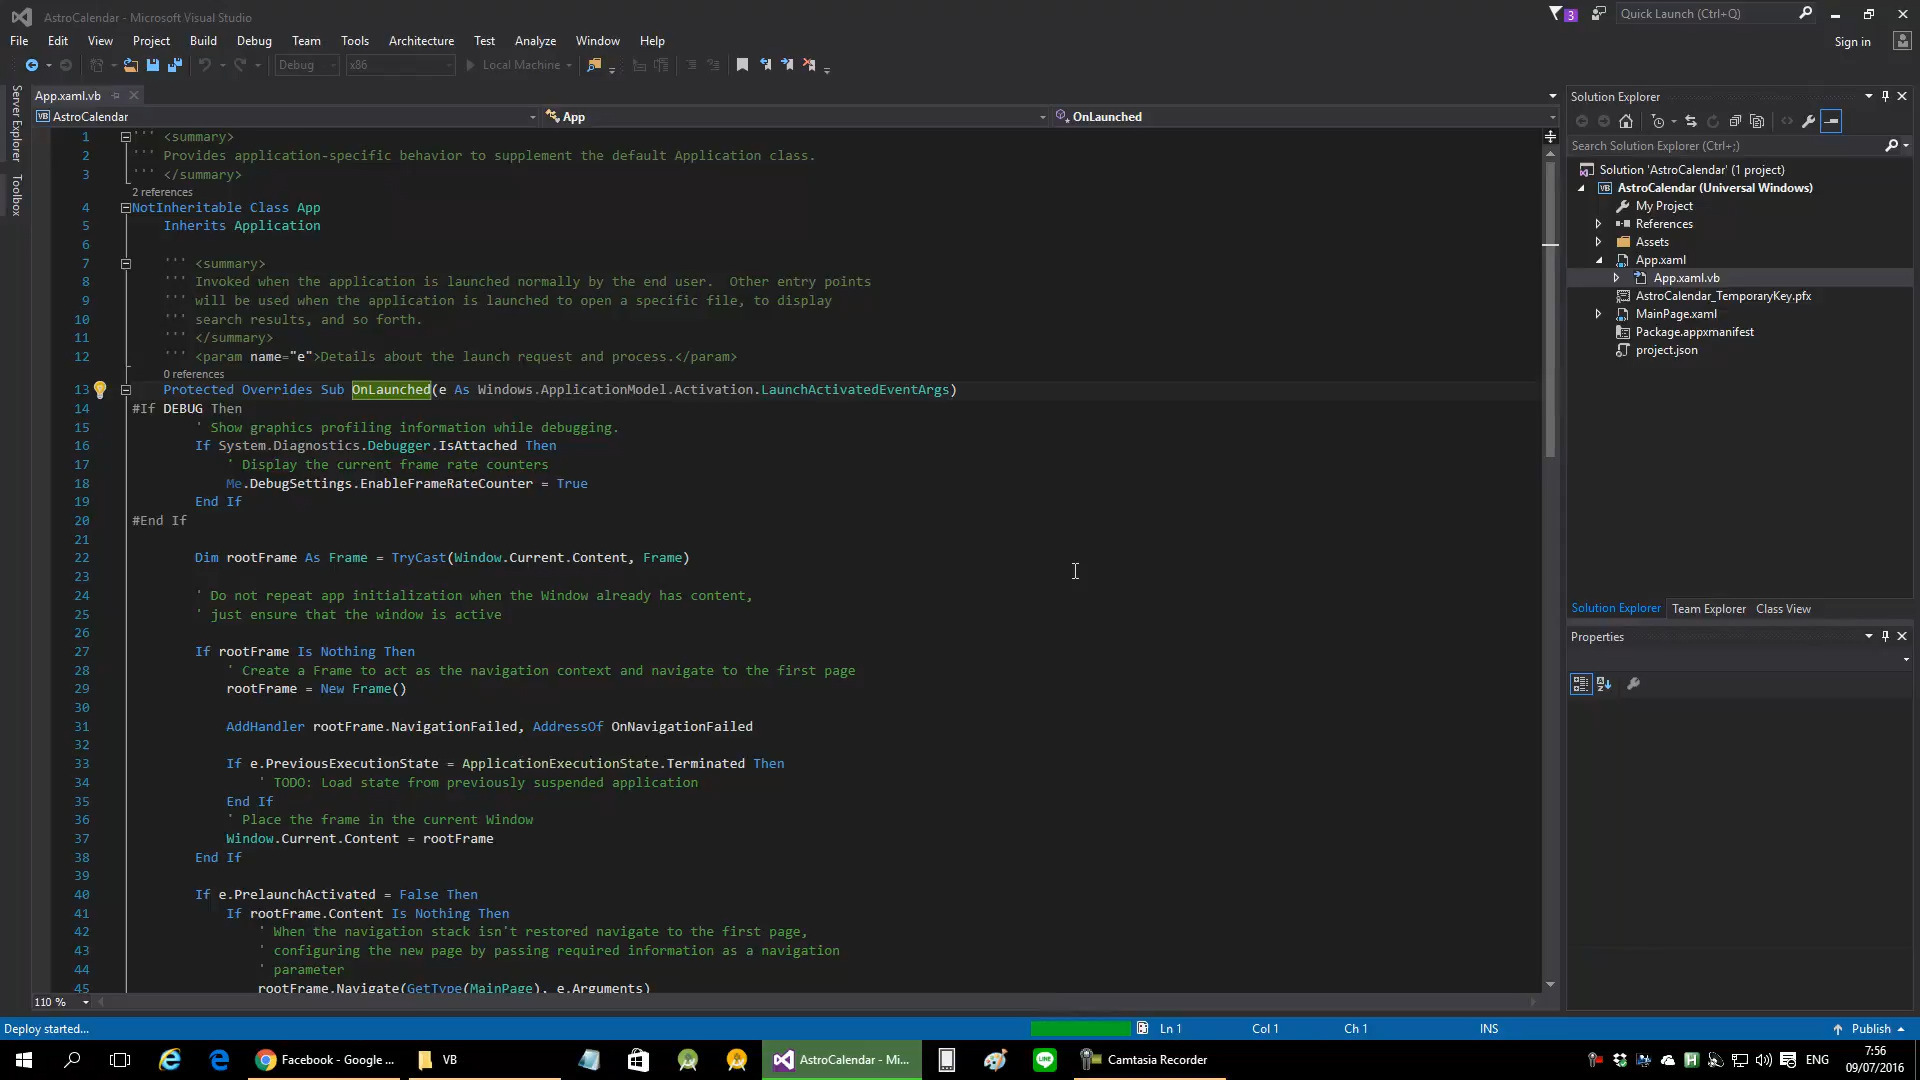 AstroCalendar - Microsoft Visual Studio
3
Quick Launch (Ctrl+Q)
File Edit View Project Build Debug Team Tools Architecture Test Analyze Window Help
Sign in
Debug x86 Local Machine
Server Explorer
Toolbox
App.xaml.vb
VB AstroCalendar App OnLaunched
1 ''' <summary>
2 ''' Provides application-specific behavior to supplement the default Application class.
3 ''' </summary>
2 references
4 NotInheritable Class App
5 Inherits Application
6
7 ''' <summary>
8 ''' Invoked when the application is launched normally by the end user.  Other entry points
9 ''' will be used when the application is launched to open a specific file, to display
10 ''' search results, and so forth.
11 ''' </summary>
12 ''' <param name="e">Details about the launch request and process.</param>
0 references
13 Protected Overrides Sub OnLaunched(e As Windows.ApplicationModel.Activation.LaunchActivatedEventArgs)
14 #If DEBUG Then
15 ' Show graphics profiling information while debugging.
16 If System.Diagnostics.Debugger.IsAttached Then
17 ' Display the current frame rate counters
18 Me.DebugSettings.EnableFrameRateCounter = True
19 End If
20 #End If
21
22 Dim rootFrame As Frame = TryCast(Window.Current.Content, Frame)
23
24 ' Do not repeat app initialization when the Window already has content,
25 ' just ensure that the window is active
26
27 If rootFrame Is Nothing Then
28 ' Create a Frame to act as the navigation context and navigate to the first page
29 rootFrame = New Frame()
30
31 AddHandler rootFrame.NavigationFailed, AddressOf OnNavigationFailed
32
33 If e.PreviousExecutionState = ApplicationExecutionState.Terminated Then
34 ' TODO: Load state from previously suspended application
35 End If
36 ' Place the frame in the current Window
37 Window.Current.Content = rootFrame
38 End If
39
40 If e.PrelaunchActivated = False Then
41 If rootFrame.Content Is Nothing Then
42 ' When the navigation stack isn't restored navigate to the first page,
43 ' configuring the new page by passing required information as a navigation
44 ' parameter
45 rootFrame.Navigate(GetType(MainPage), e.Arguments)
110 %
Solution Explorer
Search Solution Explorer (Ctrl+;)
Solution 'AstroCalendar' (1 project)
VB AstroCalendar (Universal Windows)
My Project
References
Assets
App.xaml
App.xaml.vb
AstroCalendar_TemporaryKey.pfx
MainPage.xaml
Package.appxmanifest
project.json
Solution Explorer Team Explorer Class View
Properties
Deploy started... Ln 1 Col 1 Ch 1 INS Publish
Facebook - Google ... VB AstroCalendar - Mi... LINE Camtasia Recorder ENG 7:56
09/07/2016